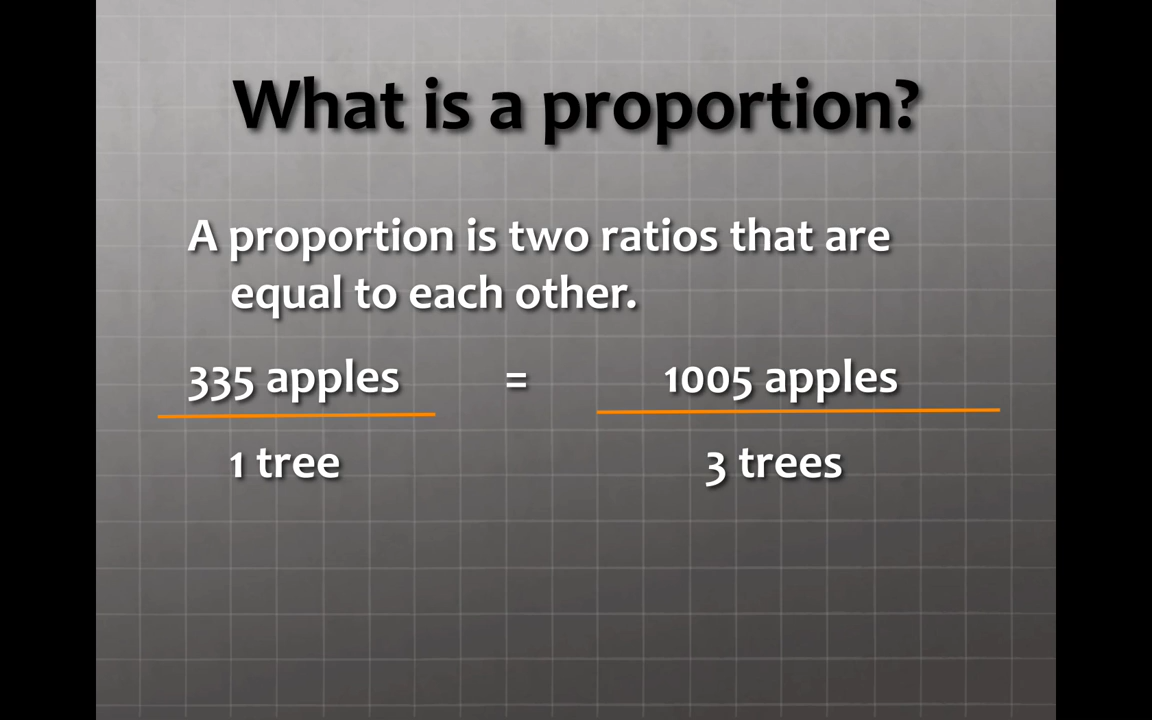 What is a proportion?
A proportion is two ratios that are
equal to each other.
335 apples = 1005 apples
1 tree 3 trees